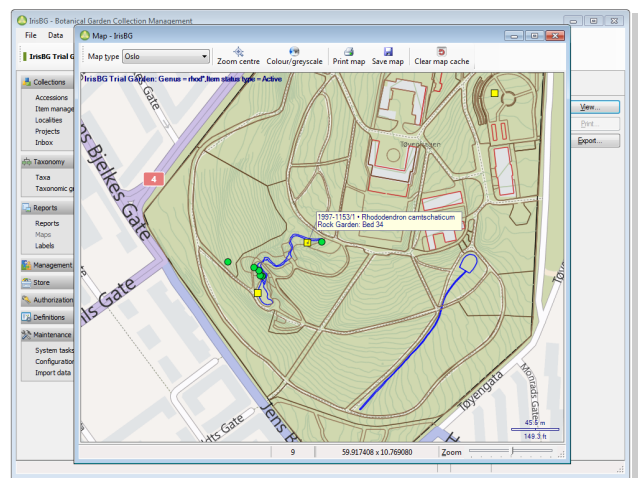 IrisBG - Botanical Garden Collection Management
File Data
IrisBG Trial G
Collections
Accessions
Item manage
Localities
Projects
Inbox
Taxonomy
Taxa
Taxonomic g
Reports
Reports
Maps
Labels
Management
Store
Authorization
Definitions
Maintenance
System tasks
Configuration
Import data
View...
Print...
Export...
Map - IrisBG
Map type Oslo
Zoom centre Colour/greyscale Print map Save map Clear map cache
IrisBG Trial Garden: Genus = rhod*,Item status type = Active
Gate
Jens Bjelkes Gate
4
Tøyenhagen
1997-1153/1 • Rhododendron camtschaticum
Rock Garden: Bed 34
ls Gate
dts Gate
Jens B
Tøyengata
Monrads Gate
Tøy
45.5 m
149.3 ft
9 59.917408 x 10.769080 Zoom